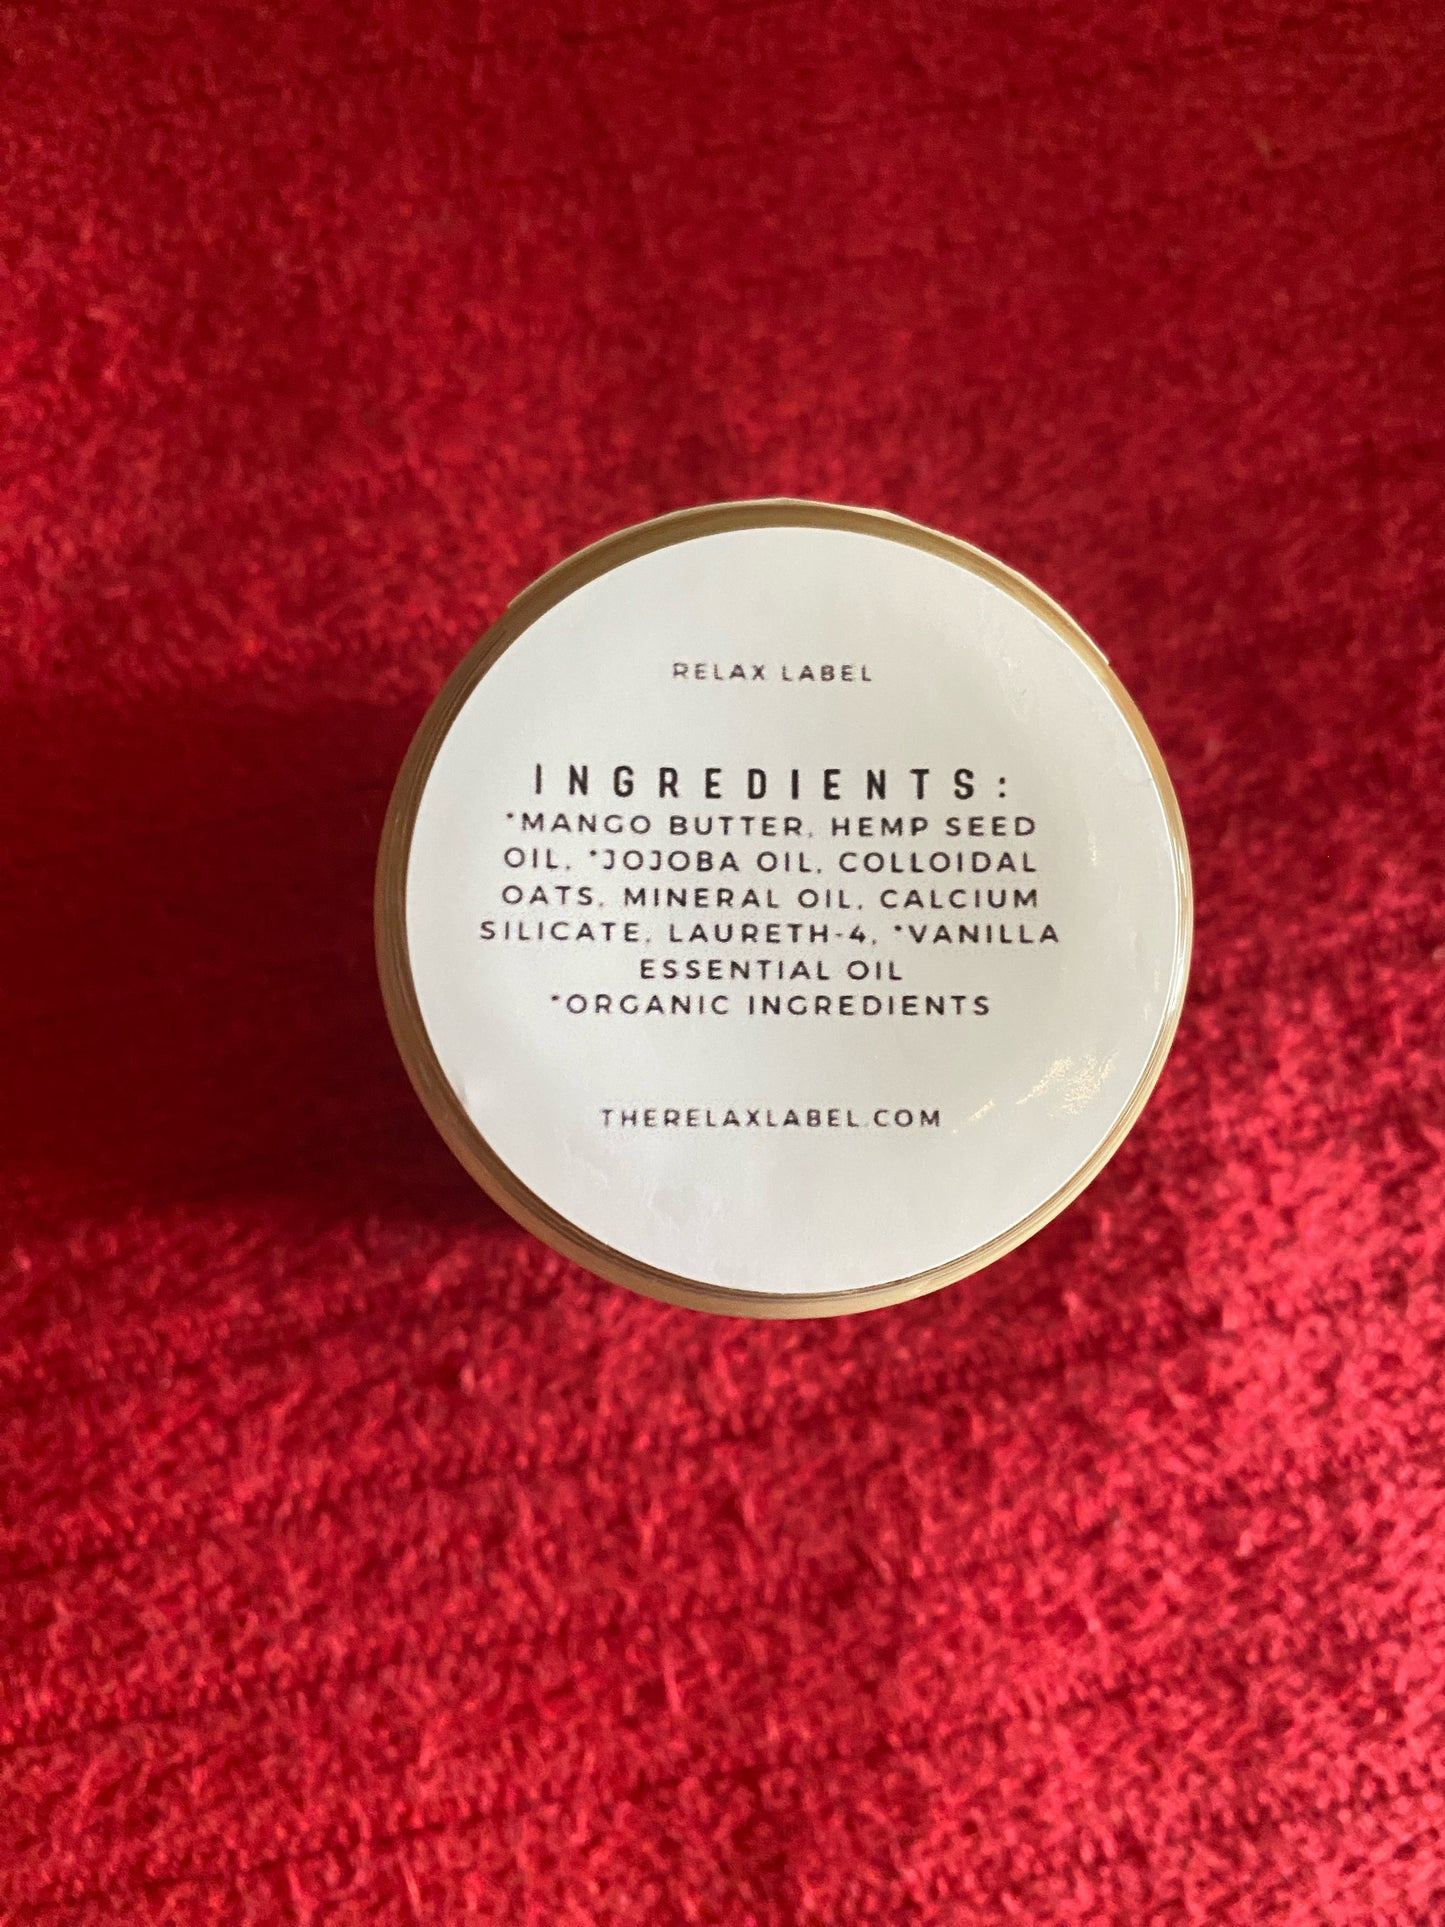 RELAX LABEL
INGREDIENTS:
*MANGO BUTTER, HEMP SEED
OIL, *JOJOBA OIL, COLLOIDAL
OATS, MINERAL OIL, CALCIUM
SILICATE, LAURETH-4, *VANILLA
ESSENTIAL OIL
*ORGANIC INGREDIENTS
THERELAXLABEL.COM